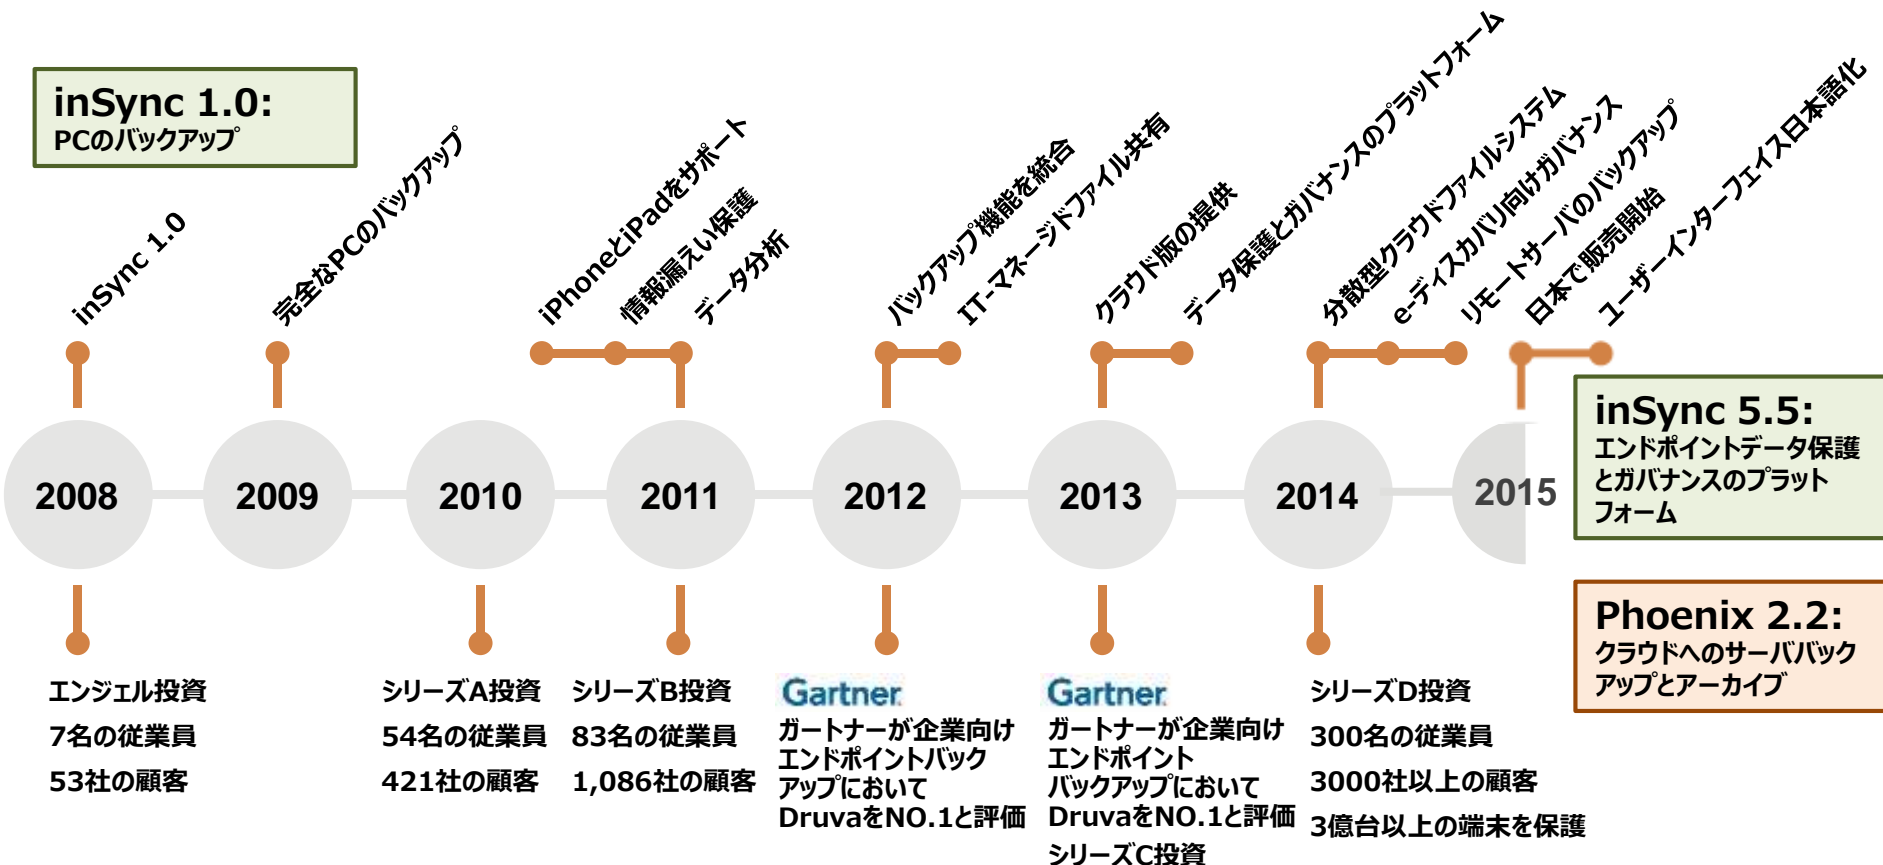 inSync 1.0:
PCのバックアップ
inSync 1.0
完全なPCのバックアップ
iPhoneとiPadをサポート
情報漏えい保護
データ分析
バックアップ機能を統合
IT-マネージドファイル共有
クラウド版の提供
データ保護とガバナンスのプラットフォーム
分散型クラウドファイルシステム
e-ディスカバリ向けガバナンス
リモートサーバのバックアップ
日本で販売開始
ユーザーインターフェイス日本語化
2008
2009
2010
2011
2012
2013
2014
2015
inSync 5.5:
エンドポイントデータ保護
とガバナンスのプラット
フォーム
Phoenix 2.2:
クラウドへのサーババック
アップとアーカイブ
エンジェル投資
7名の従業員
53社の顧客
シリーズA投資
54名の従業員
421社の顧客
シリーズB投資
83名の従業員
1,086社の顧客
Gartner
ガートナーが企業向け
エンドポイントバック
アップにおいて
DruvaをNO.1と評価
Gartner
ガートナーが企業向け
エンドポイント
バックアップにおいて
DruvaをNO.1と評価
シリーズC投資
シリーズD投資
300名の従業員
3000社以上の顧客
3億台以上の端末を保護